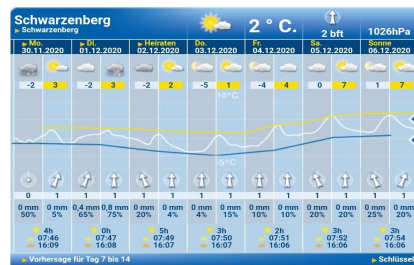 Schwarzenberg
Schwarzenberg
2 ° C.
2 bft
1026hPa
Mo. Di. Heiraten Do. Fr. Sa. Sonne
30.11.2020 01.12.2020 02.12.2020 03.12.2020 04.12.2020 05.12.2020 06.12.2020
-2 3 -2 3 -2 2 -5 1 -4 4 0 7 1 7
16°C
-5°C
0 1 1 1 1 1 1 1 1 1 1 1 1 1
0 mm 0 mm 0,4 mm 0,8 mm 0 mm 0 mm 0 mm 0 mm 0 mm 0 mm 0 mm 0 mm 0 mm 0 mm
50% 5% 65% 75% 20% 4% 4% 15% 10% 10% 20% 20% 25% 20%
4h 0h 5h 3h 2h 3h 3h
07:46 07:47 07:49 07:50 07:51 07:52 07:54
16:09 16:08 16:07 16:07 16:06 16:06 16:06
Vorhersage für Tag 7 bis 14
Schlüssel